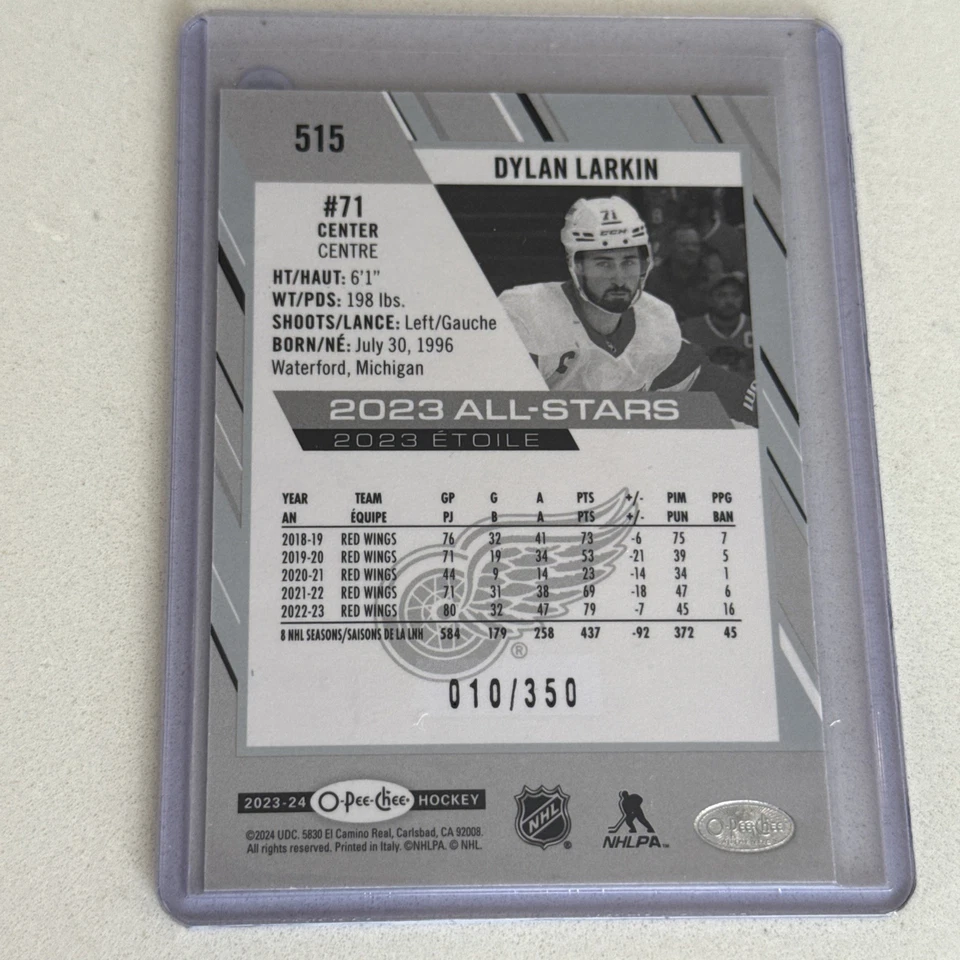 515
DYLAN LARKIN
#71
CENTER
CENTRE
HT/HAUT: 6'1"
WT/PDS: 198 lbs.
SHOOTS/LANCE: Left/Gauche
BORN/NÉ: July 30, 1996
Waterford, Michigan
71
CCM
C
2023 ALL-STARS
2023 ÉTOILE
YEAR TEAM GP G A PTS +/- PIM PPG
AN ÉQUIPE PJ B A PTS +/- PUN BAN
2018-19 RED WINGS 76 32 41 73 -6 75 7
2019-20 RED WINGS 71 19 34 53 -21 39 5
2020-21 RED WINGS 44 9 14 23 -14 34 1
2021-22 RED WINGS 71 31 38 69 -18 47 6
2022-23 RED WINGS 80 32 47 79 -7 45 16
8 NHL SEASONS/SAISONS DE LA LNH 584 179 258 437 -92 372 45
®
010/350
2023-24 O-Pee-Chee HOCKEY
©2024 UDC. 5830 El Camino Real, Carlsbad, CA 92008.
All rights reserved. Printed in Italy. ©NHLPA. © NHL.
NHL ®
NHLPA™
O-Pee-Chee